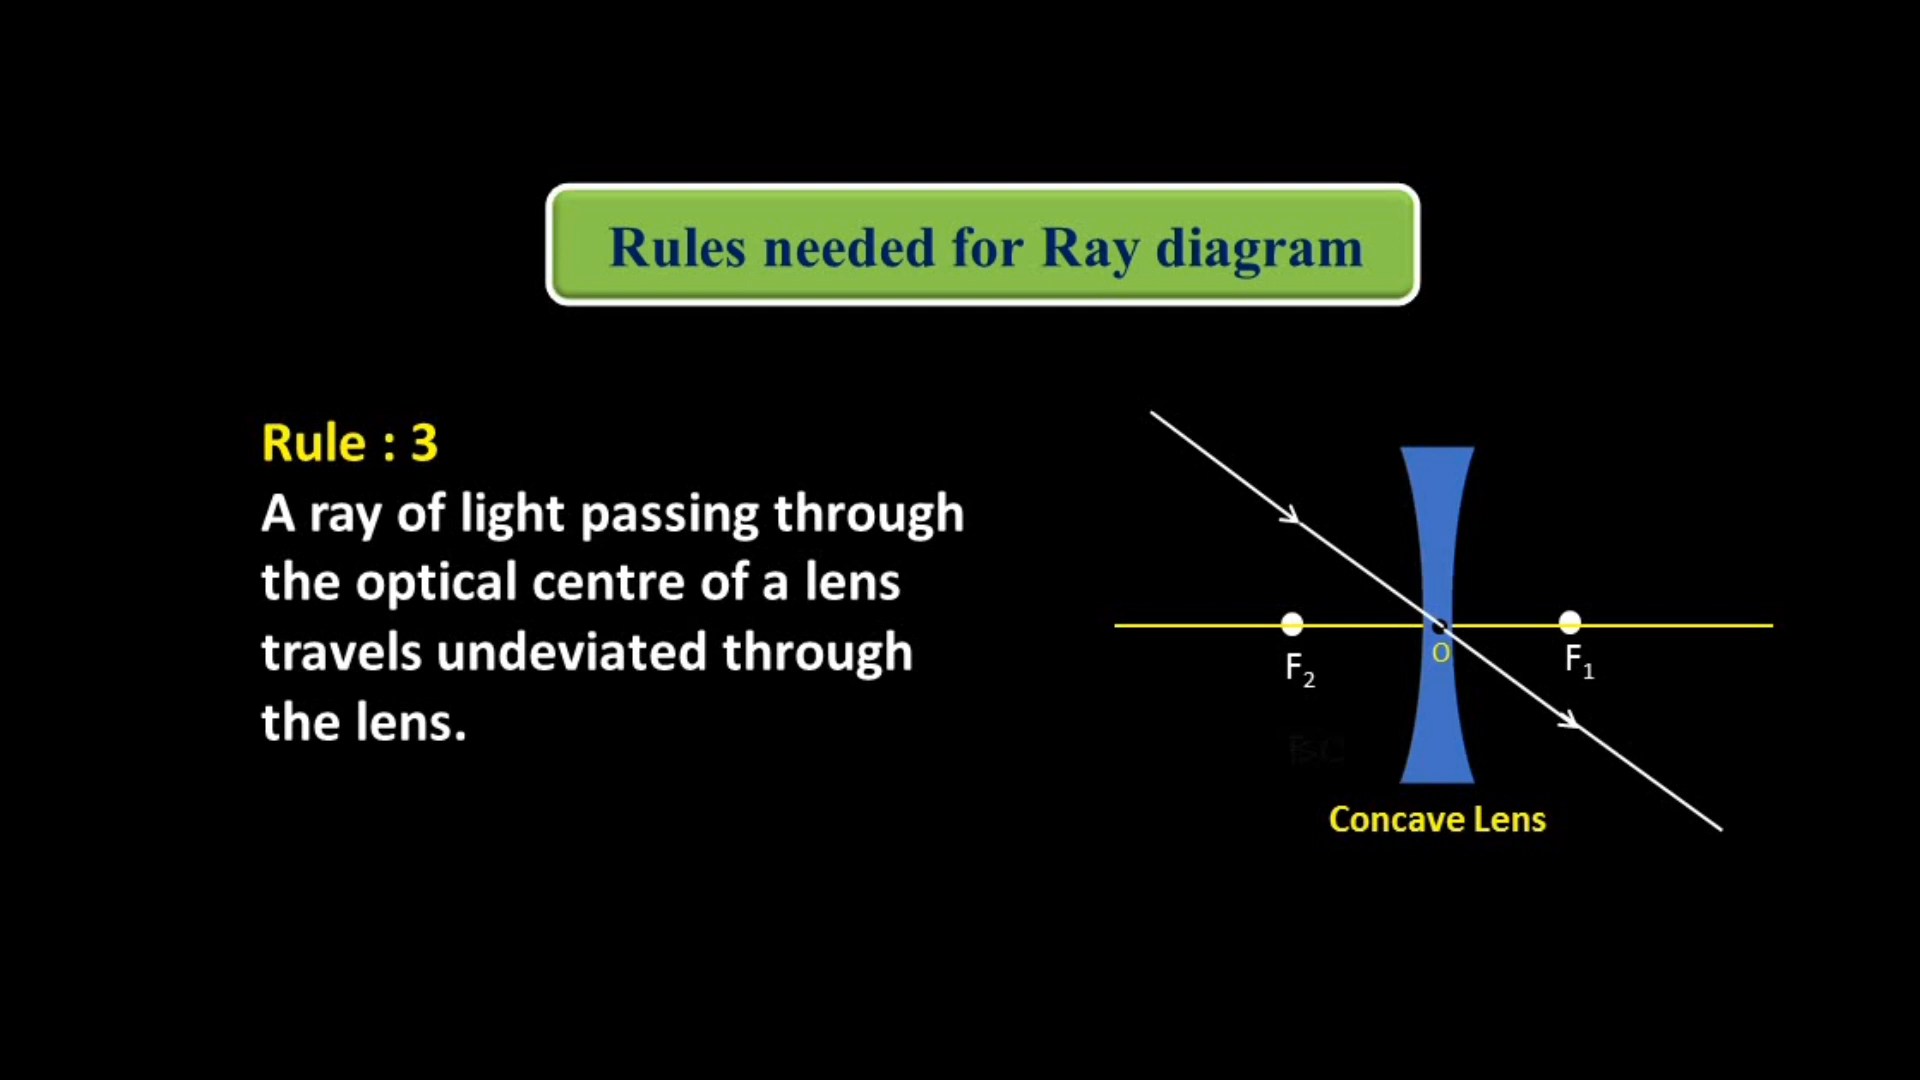 Rules needed for Ray diagram
Rule : 3
A ray of light passing through
the optical centre of a lens
travels undeviated through
the lens.
O
F2
F1
Concave Lens